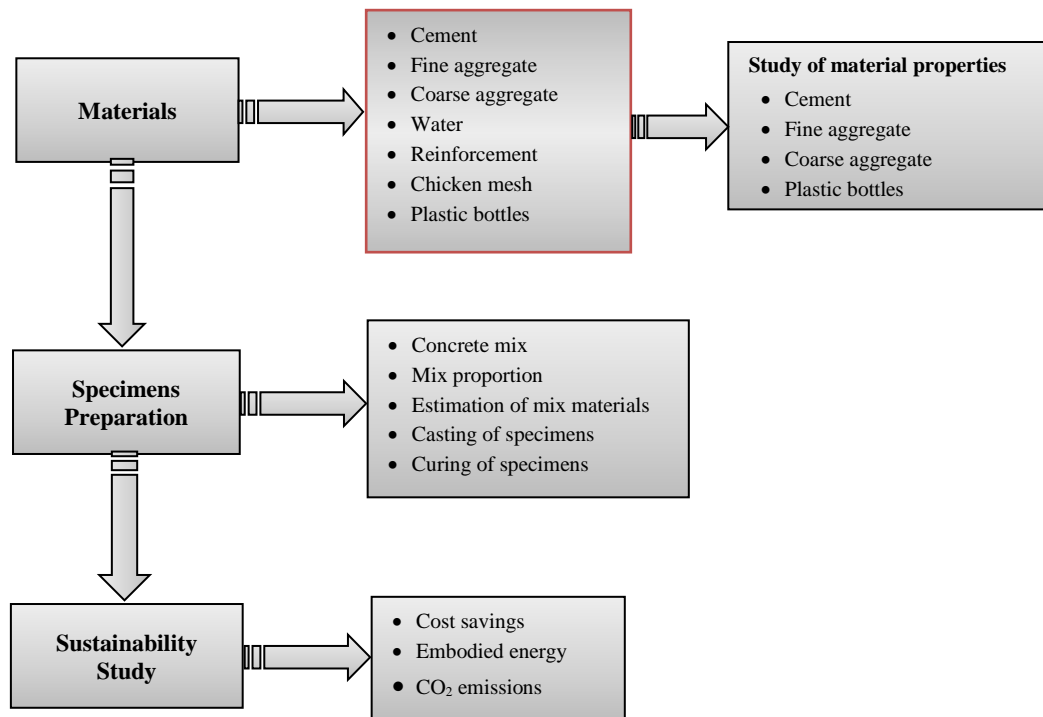 Materials
• Cement
• Fine aggregate
• Coarse aggregate
• Water
• Reinforcement
• Chicken mesh
• Plastic bottles
Study of material properties
• Cement
• Fine aggregate
• Coarse aggregate
• Plastic bottles
Specimens
Preparation
• Concrete mix
• Mix proportion
• Estimation of mix materials
• Casting of specimens
• Curing of specimens
Sustainability
Study
• Cost savings
• Embodied energy
• CO₂ emissions